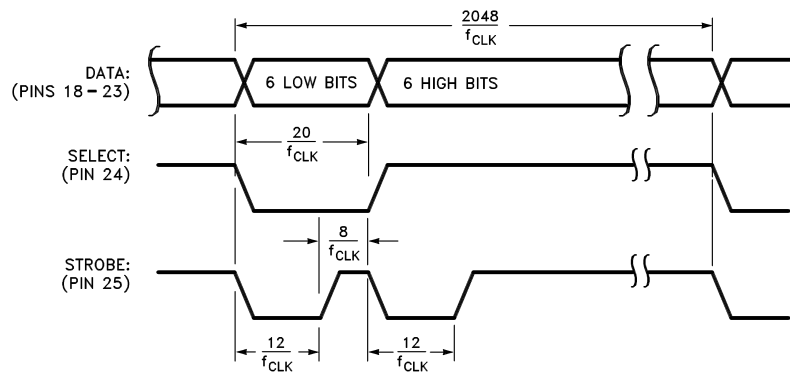 2048
fCLK
DATA:
(PINS 18 – 23)
6 LOW BITS
6 HIGH BITS
20
fCLK
SELECT:
(PIN 24)
8
fCLK
STROBE:
(PIN 25)
12
fCLK
12
fCLK